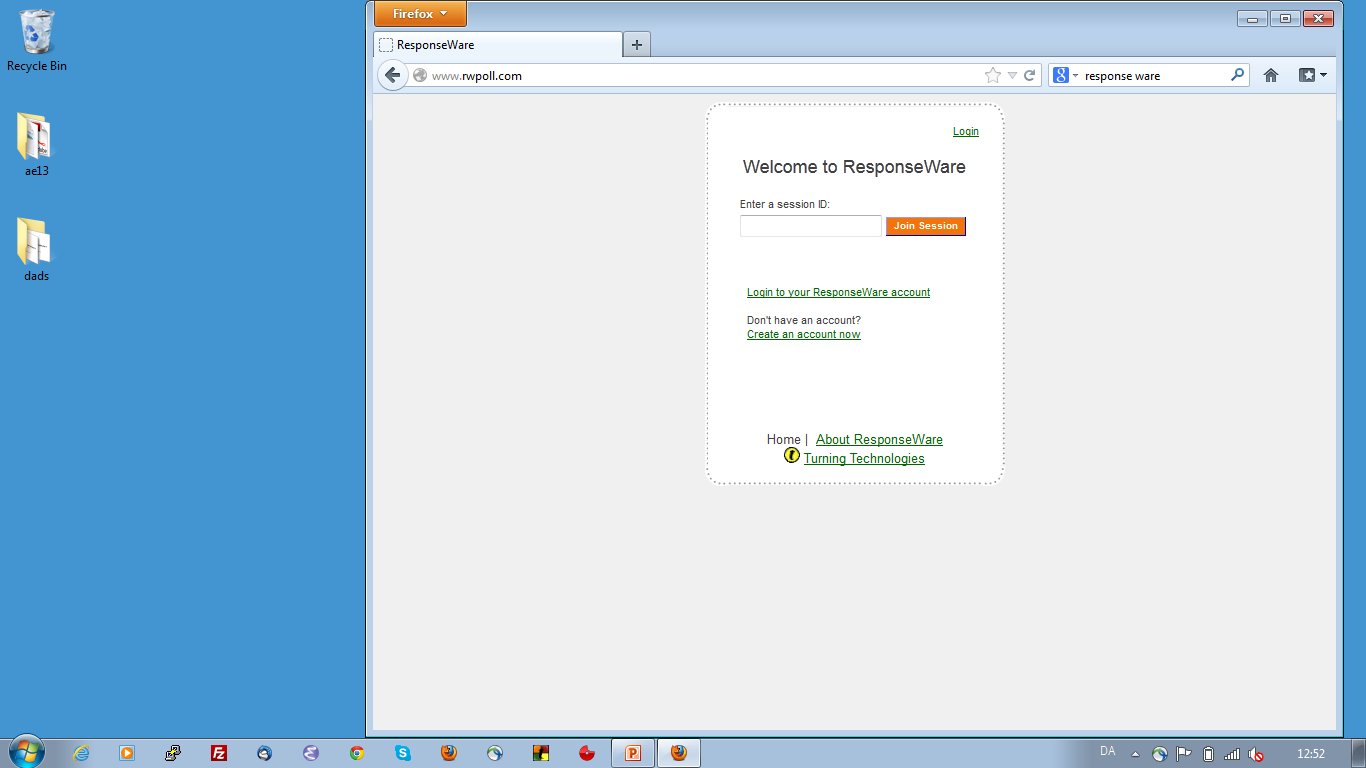 Recycle Bin
ae13
dads
Firefox
ResponseWare
www.rwpoll.com
response ware
Login
Welcome to ResponseWare
Enter a session ID:
Join Session
Login to your ResponseWare account
Don't have an account?
Create an account now
Home | About ResponseWare
Turning Technologies
DA
12:52